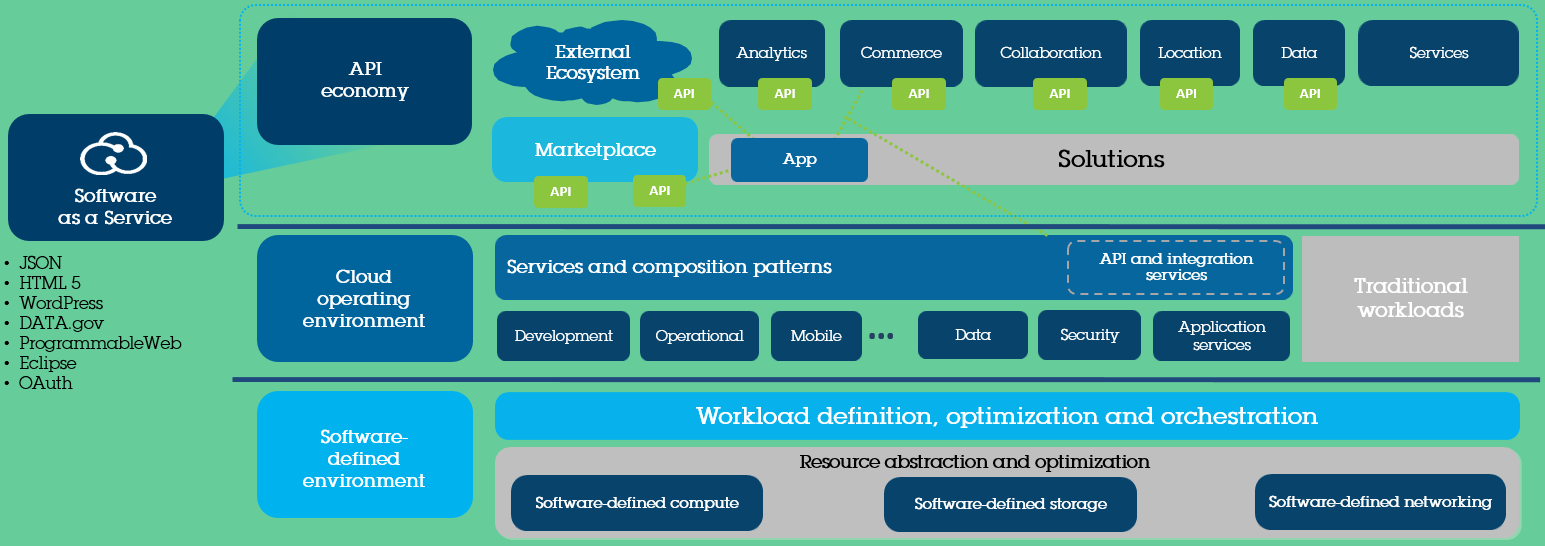 Software
as a Service
• JSON
• HTML 5
• WordPress
• DATA.gov
• ProgrammableWeb
• Eclipse
• OAuth
API
economy
External
Ecosystem
API
Analytics
API
Commerce
API
Collaboration
API
Location
API
Data
API
Services
Marketplace
API
API
App
Solutions
Cloud
operating
environment
Services and composition patterns
API and integration
services
Traditional
workloads
Development
Operational
Mobile
•••
Data
Security
Application
services
Software-
defined
environment
Workload definition, optimization and orchestration
Resource abstraction and optimization
Software-defined compute
Software-defined storage
Software-defined networking